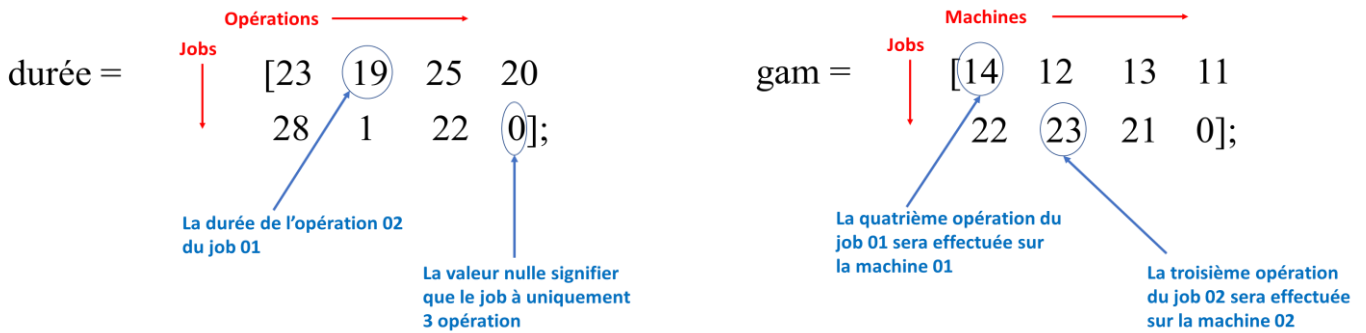 Opérations
Jobs
durée =
[23 19 25 20
28 1 22 0];
La durée de l'opération 02
du job 01
La valeur nulle signifier
que le job à uniquement
3 opération
Machines
Jobs
gam =
[14 12 13 11
22 23 21 0];
La quatrième opération du
job 01 sera effectuée sur
la machine 01
La troisième opération
du job 02 sera effectuée
sur la machine 02